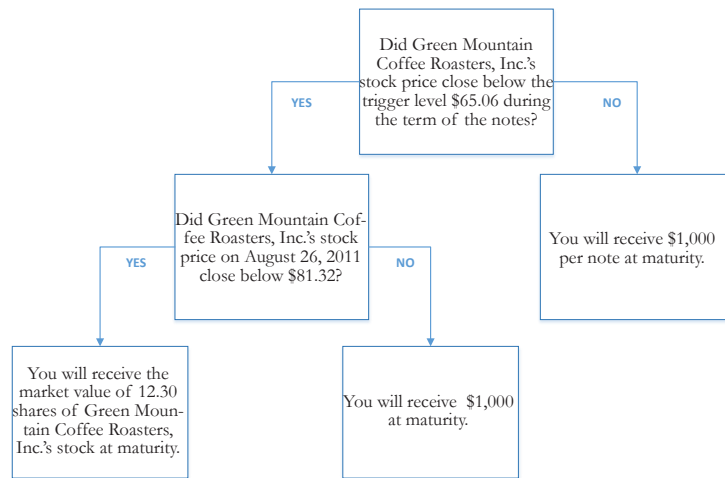 Did Green Mountain
Coffee Roasters, Inc.'s
stock price close below the
trigger level $65.06 during
the term of the notes?
YES
NO
Did Green Mountain Cof-
fee Roasters, Inc.'s stock
price on August 26, 2011
close below $81.32?
You will receive $1,000
per note at maturity.
YES
NO
You will receive the
market value of 12.30
shares of Green Moun-
tain Coffee Roasters,
Inc.'s stock at maturity.
You will receive $1,000
at maturity.